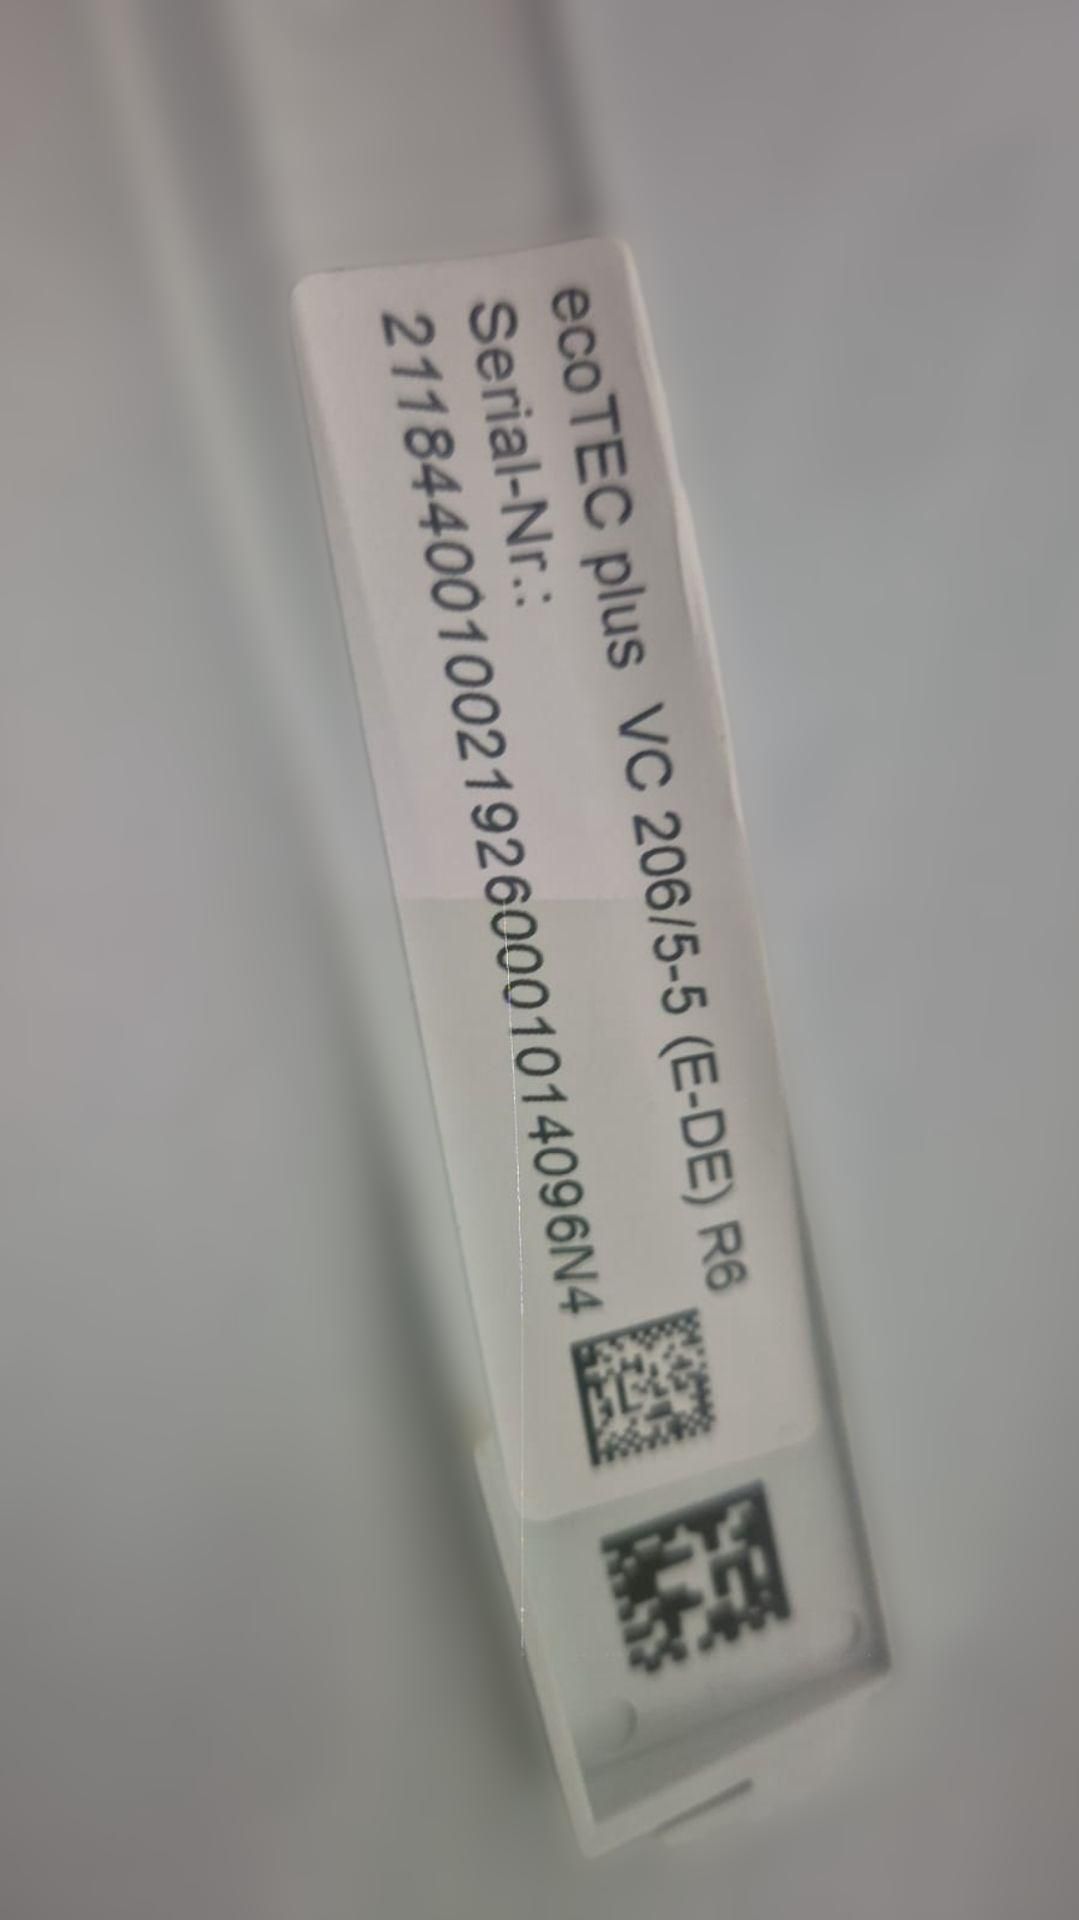 ecoTEC plus VC 206/5-5 (E-DE) R6
Serial-Nr.:
21184400100219260001014096N4